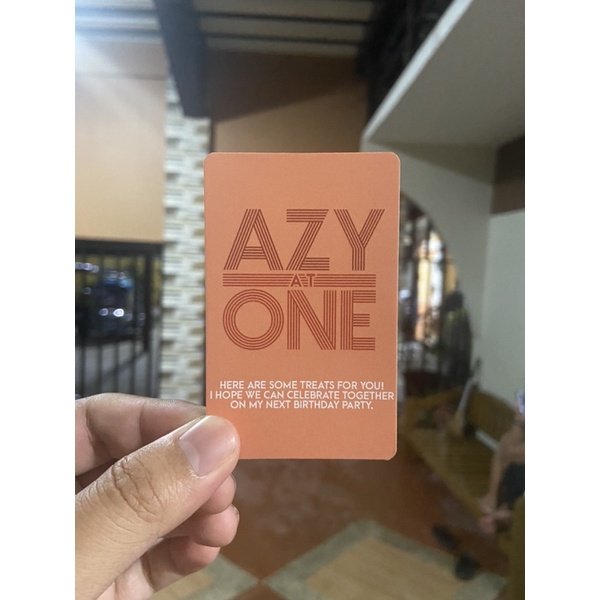 AZY
AT
ONE
HERE ARE SOME TREATS FOR YOU!
I HOPE WE CAN CELEBRATE TOGETHER
ON MY NEXT BIRTHDAY PARTY.